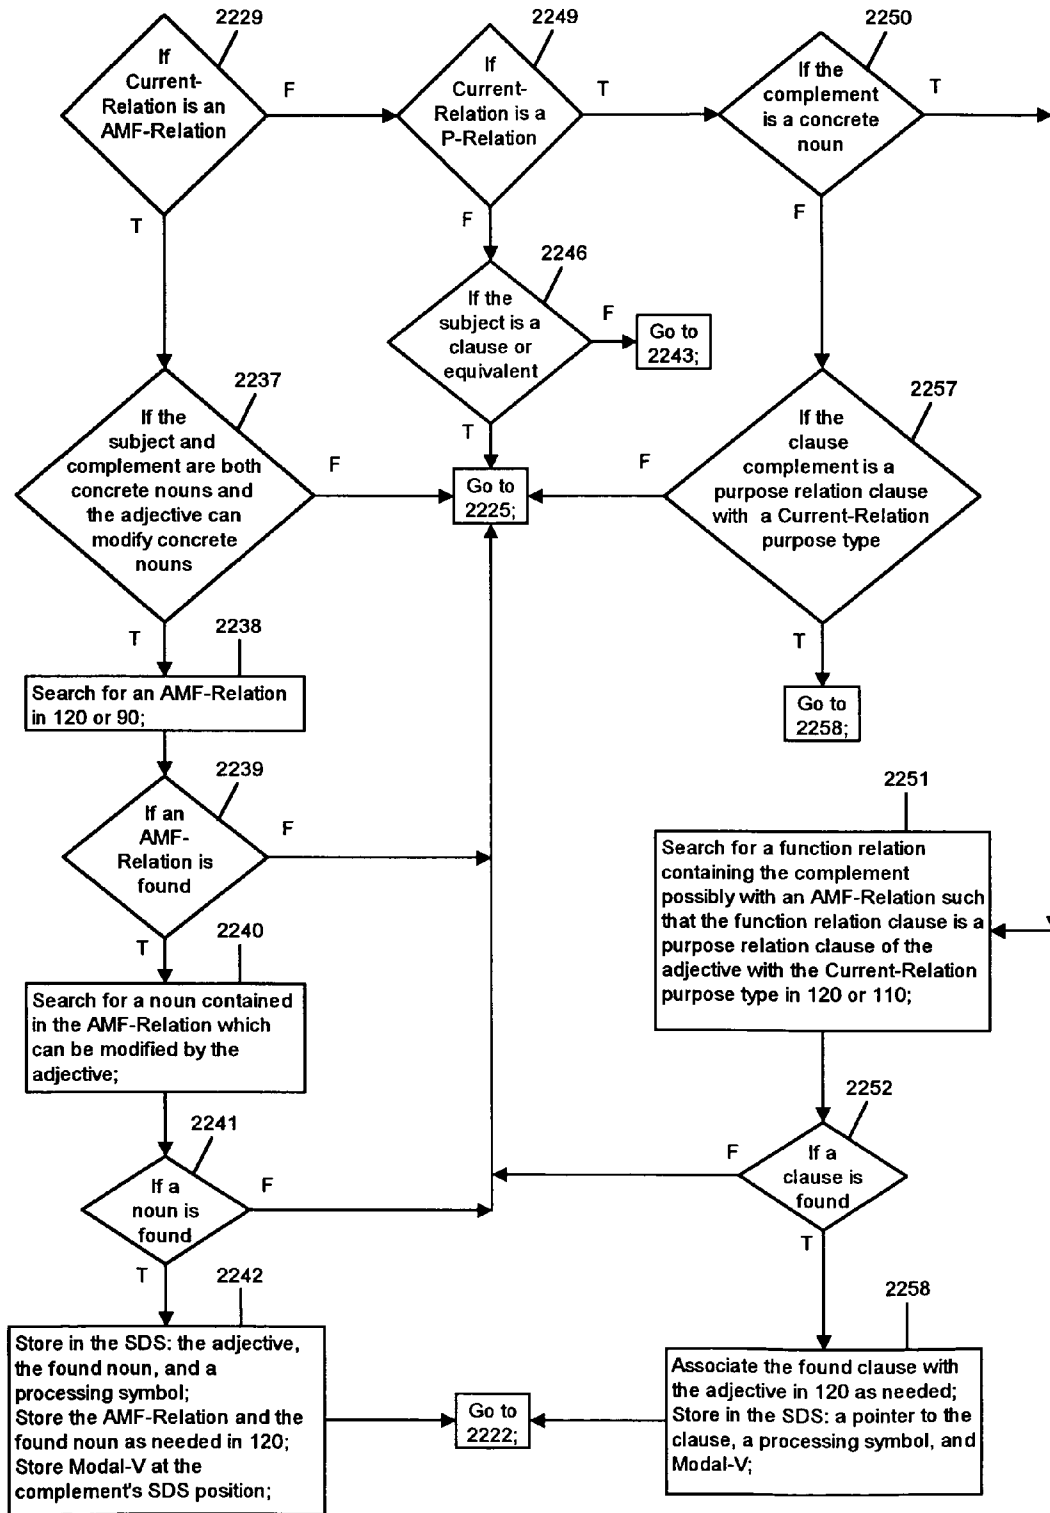 2229
If
Current-
Relation is an
AMF-Relation
F
T
2249
If
Current-
Relation is a
P-Relation
T
F
2250
If the
complement
is a concrete
noun
T
F
2246
If the
subject is a
clause or
equivalent
F
T
Go to
2243;
2237
If the
subject and
complement are both
concrete nouns and
the adjective can
modify concrete
nouns
F
T
Go to
2225;
2257
If the
clause
complement is a
purpose relation clause
with a Current-Relation
purpose type
F
T
Go to
2258;
2238
Search for an AMF-Relation
in 120 or 90;
2239
If an
AMF-
Relation is
found
F
T
2240
Search for a noun contained
in the AMF-Relation which
can be modified by the
adjective;
2241
If a
noun is
found
F
T
2251
Search for a function relation
containing the complement
possibly with an AMF-Relation such
that the function relation clause is a
purpose relation clause of the
adjective with the Current-Relation
purpose type in 120 or 110;
2252
If a
clause is
found
F
T
2242
Store in the SDS: the adjective,
the found noun, and a
processing symbol;
Store the AMF-Relation and the
found noun as needed in 120;
Store Modal-V at the
complement's SDS position;
Go to
2222;
2258
Associate the found clause with
the adjective in 120 as needed;
Store in the SDS: a pointer to the
clause, a processing symbol, and
Modal-V;